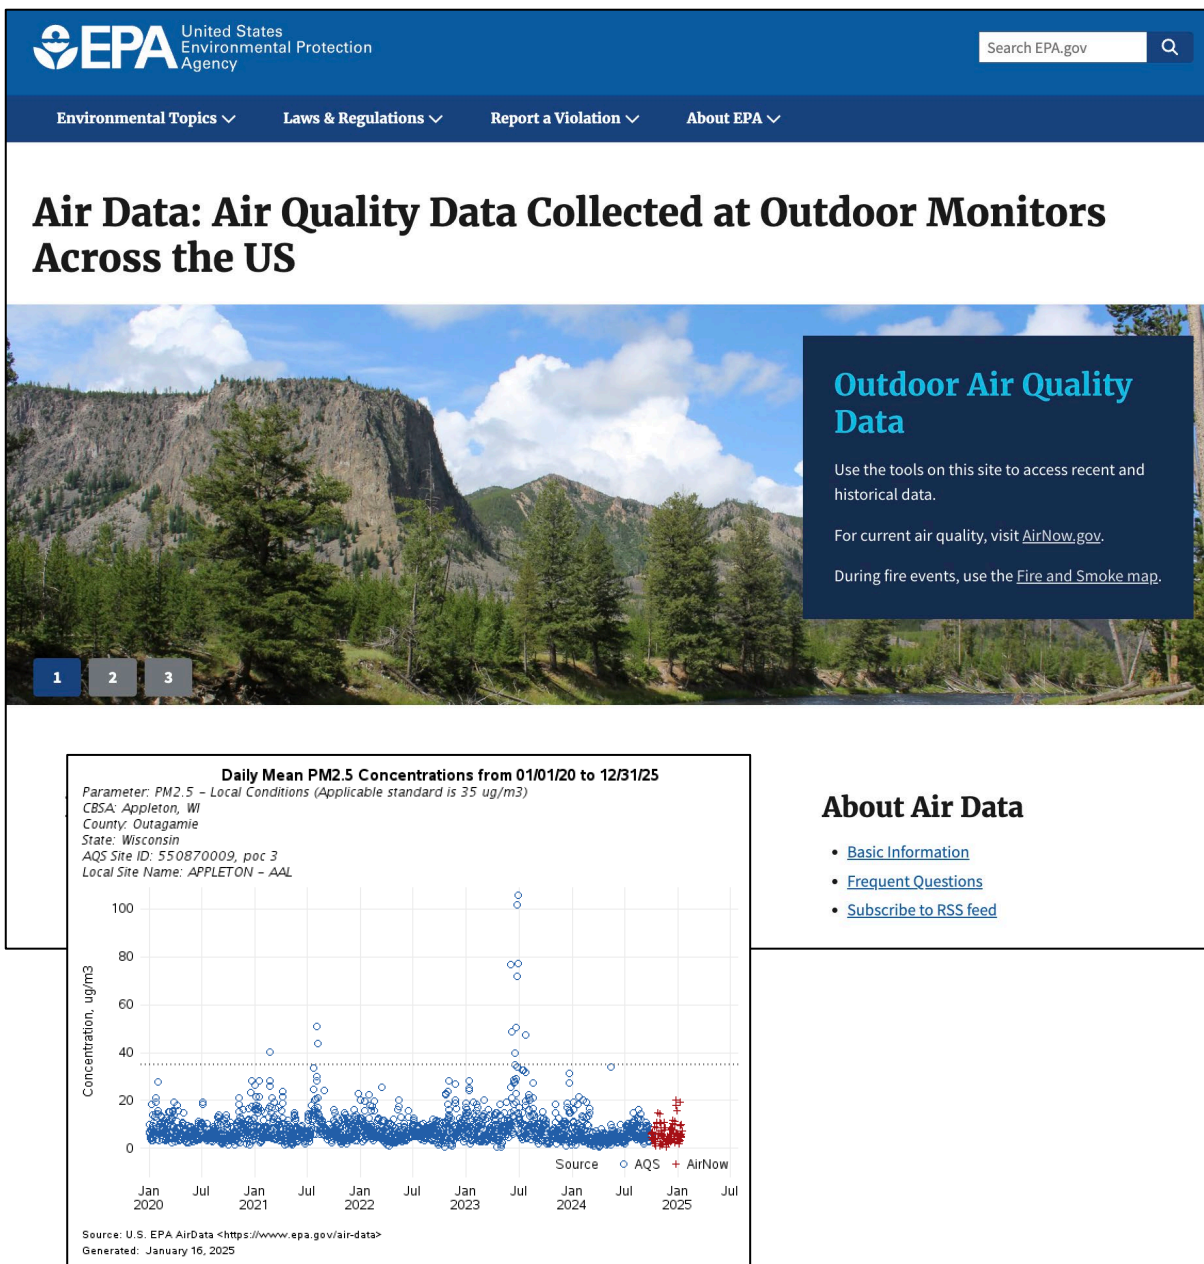 EPA
United States
Environmental Protection
Agency
Search EPA.gov
Environmental Topics
Laws & Regulations
Report a Violation
About EPA
Air Data: Air Quality Data Collected at Outdoor Monitors
Across the US
Outdoor Air Quality
Data
Use the tools on this site to access recent and
historical data.
For current air quality, visit AirNow.gov.
During fire events, use the Fire and Smoke map.
1 2 3
Daily Mean PM2.5 Concentrations from 01/01/20 to 12/31/25
Parameter: PM2.5 – Local Conditions (Applicable standard is 35 ug/m3)
CBSA: Appleton, WI
County: Outagamie
State: Wisconsin
AQS Site ID: 550870009, poc 3
Local Site Name: APPLETON – AAL
Concentration, ug/m3
100
80
60
40
20
0
Source AQS + AirNow
Jan Jul Jan Jul Jan Jul Jan Jul Jan Jul Jan Jul
2020 2021 2022 2023 2024 2025
Source: U.S. EPA AirData <https://www.epa.gov/air-data>
Generated: January 16, 2025
About Air Data
• Basic Information
• Frequent Questions
• Subscribe to RSS feed